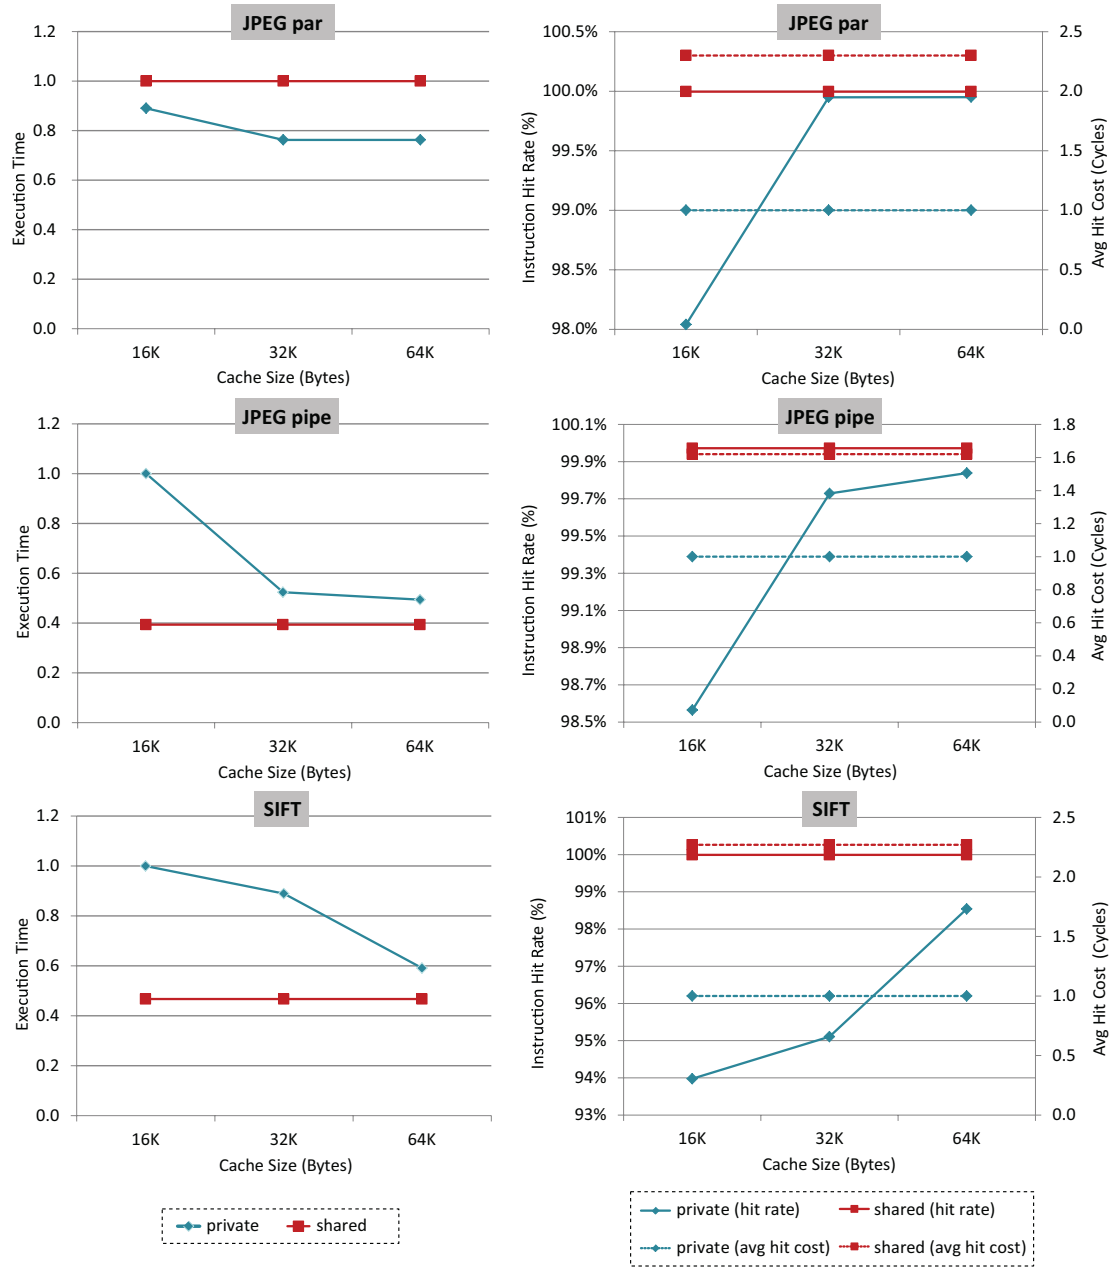 JPEG par
1.2
1.0
0.8
0.6
0.4
0.2
0.0
Execution Time
16K 32K 64K
Cache Size (Bytes)
JPEG par
100.5%
100.0%
99.5%
99.0%
98.5%
98.0%
Instruction Hit Rate (%)
2.5
2.0
1.5
1.0
0.5
0.0
Avg Hit Cost (Cycles)
16K 32K 64K
Cache Size (Bytes)
JPEG pipe
1.2
1.0
0.8
0.6
0.4
0.2
0.0
Execution Time
16K 32K 64K
Cache Size (Bytes)
JPEG pipe
100.1%
99.9%
99.7%
99.5%
99.3%
99.1%
98.9%
98.7%
98.5%
Instruction Hit Rate (%)
1.8
1.6
1.4
1.2
1.0
0.8
0.6
0.4
0.2
0.0
Avg Hit Cost (Cycles)
16K 32K 64K
Cache Size (Bytes)
SIFT
1.2
1.0
0.8
0.6
0.4
0.2
0.0
Execution Time
16K 32K 64K
Cache Size (Bytes)
SIFT
101%
100%
99%
98%
97%
96%
95%
94%
93%
Instruction Hit Rate (%)
2.5
2.0
1.5
1.0
0.5
0.0
Avg Hit Cost (Cycles)
16K 32K 64K
Cache Size (Bytes)
private shared
private (hit rate) shared (hit rate)
private (avg hit cost) shared (avg hit cost)